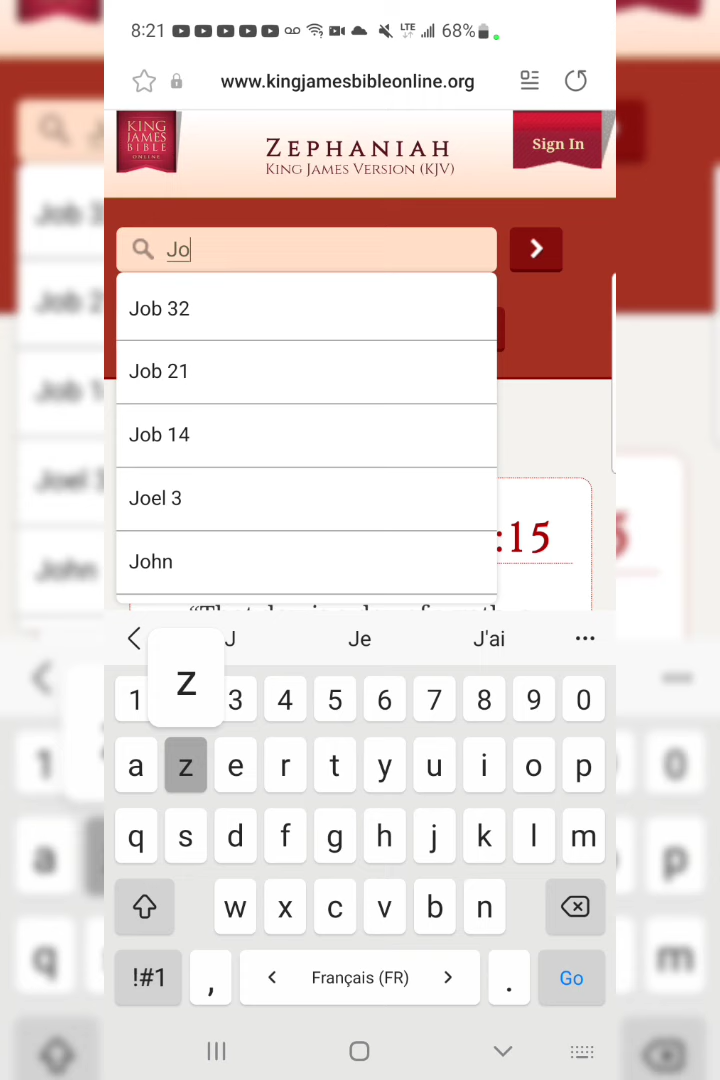 8:21 LTE 68%
www.kingjamesbibleonline.org
KING
JAMES
BIBLE
ONLINE
ZEPHANIAH
KING JAMES VERSION (KJV)
Sign In
Jo
Job 32
Job 21
Job 14
Joel 3
John
:15
J Je J'ai
z
1 3 4 5 6 7 8 9 0
a z e r t y u i o p
q s d f g h j k l m
w x c v b n
!#1 , Français (FR) . Go